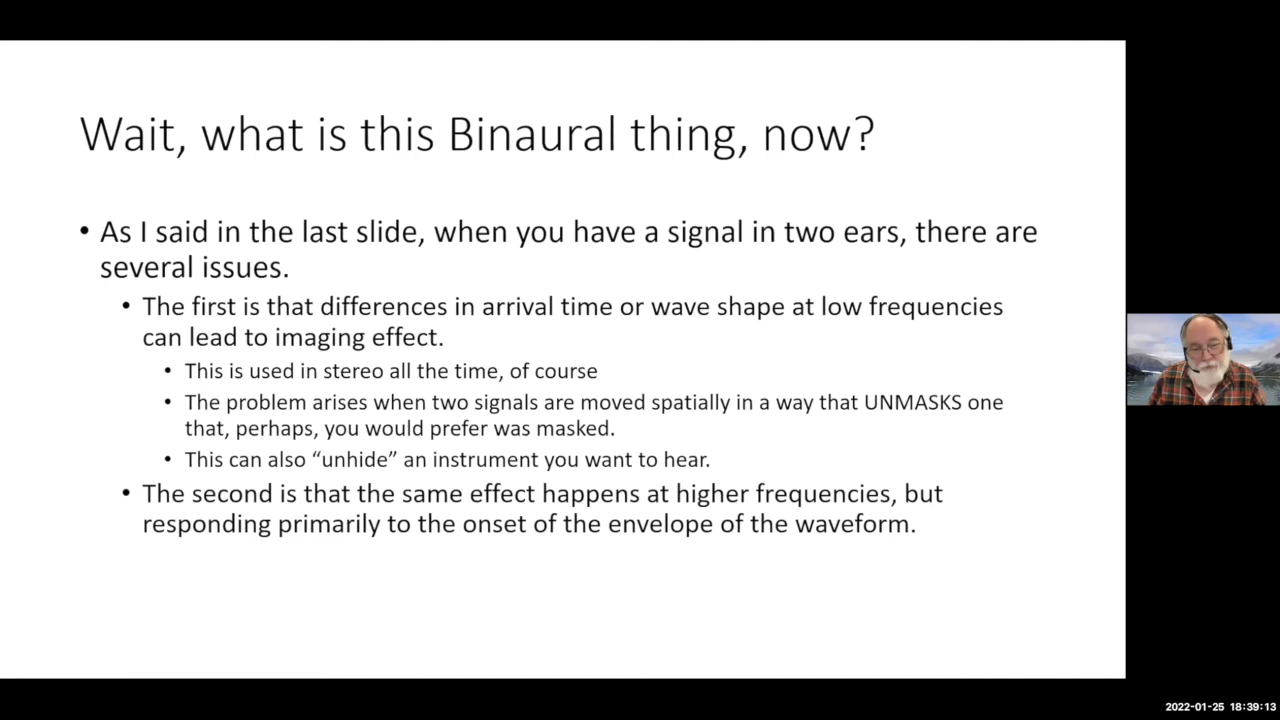 Wait, what is this Binaural thing, now?
• As I said in the last slide, when you have a signal in two ears, there are
several issues.
• The first is that differences in arrival time or wave shape at low frequencies
can lead to imaging effect.
• This is used in stereo all the time, of course
• The problem arises when two signals are moved spatially in a way that UNMASKS one
that, perhaps, you would prefer was masked.
• This can also “unhide” an instrument you want to hear.
• The second is that the same effect happens at higher frequencies, but
responding primarily to the onset of the envelope of the waveform.
2022-01-25 18:39:13